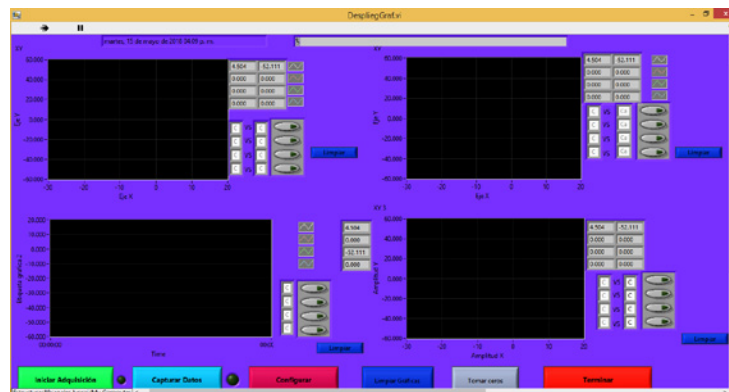 DespliegGraf.vi
martes, 15 de mayo de 2018 04:09 p. m.
XY
60.000
40.000
20.000
0.000
-20.000
-40.000
-60.000
Eje Y
-30 -20 -10 0 10 20
Eje X
4.504 -52.111
0.000 0.000
0.000 0.000
0.000 0.000
C VS C
C C
C VS C
C C
Limpiar
XY
60.000
40.000
20.000
0.000
-20.000
-40.000
-60.000
Eje Y
-30 -20 -10 0 10 20
Eje X
4.504 -52.111
0.000 0.000
0.000 0.000
0.000 0.000
Limpiar
20.000
10.000
0.000
-10.000
-20.000
-30.000
-40.000
-50.000
-60.000
Time
4.504
0.000
-52.111
0.000
C
C
C
C
Limpiar
XY 5
60.000
40.000
20.000
0.000
-20.000
-40.000
-60.000
Amplitud Y
-30 -20 -10 0 10 20
Amplitud X
4.504 -52.111
0.000 0.000
0.000 0.000
0.000 0.000
C VS C
C C
C VS C
C C
Limpiar
Iniciar Adquisición
Capturar Datos
Configurar
Limpiar Graficas
Tomar ceros
Terminar